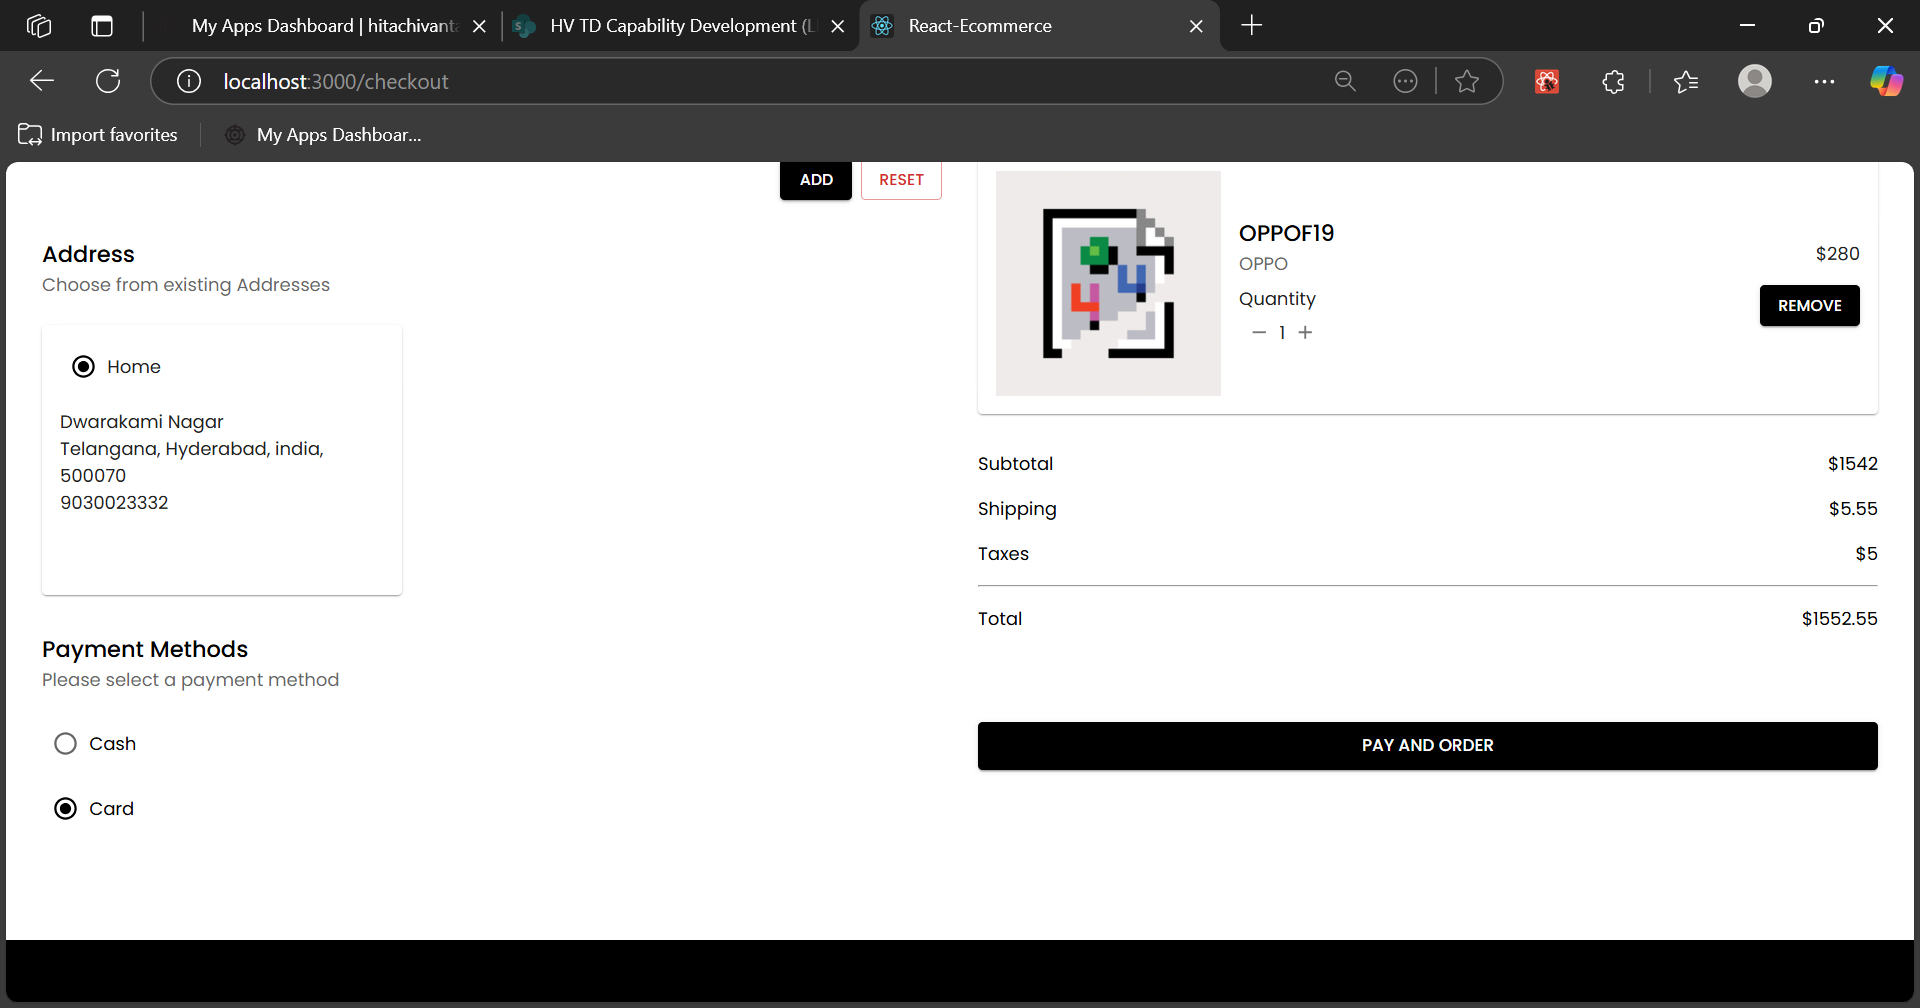 My Apps Dashboard | hitachivanta
HV TD Capability Development (L
React-Ecommerce
localhost:3000/checkout
Import favorites
My Apps Dashboar...
ADD
RESET
Address
Choose from existing Addresses
Home
Dwarakami Nagar
Telangana, Hyderabad, india,
500070
9030023332
Payment Methods
Please select a payment method
Cash
Card
OPPOF19
OPPO
$280
Quantity
1
REMOVE
Subtotal $1542
Shipping $5.55
Taxes $5
Total $1552.55
PAY AND ORDER